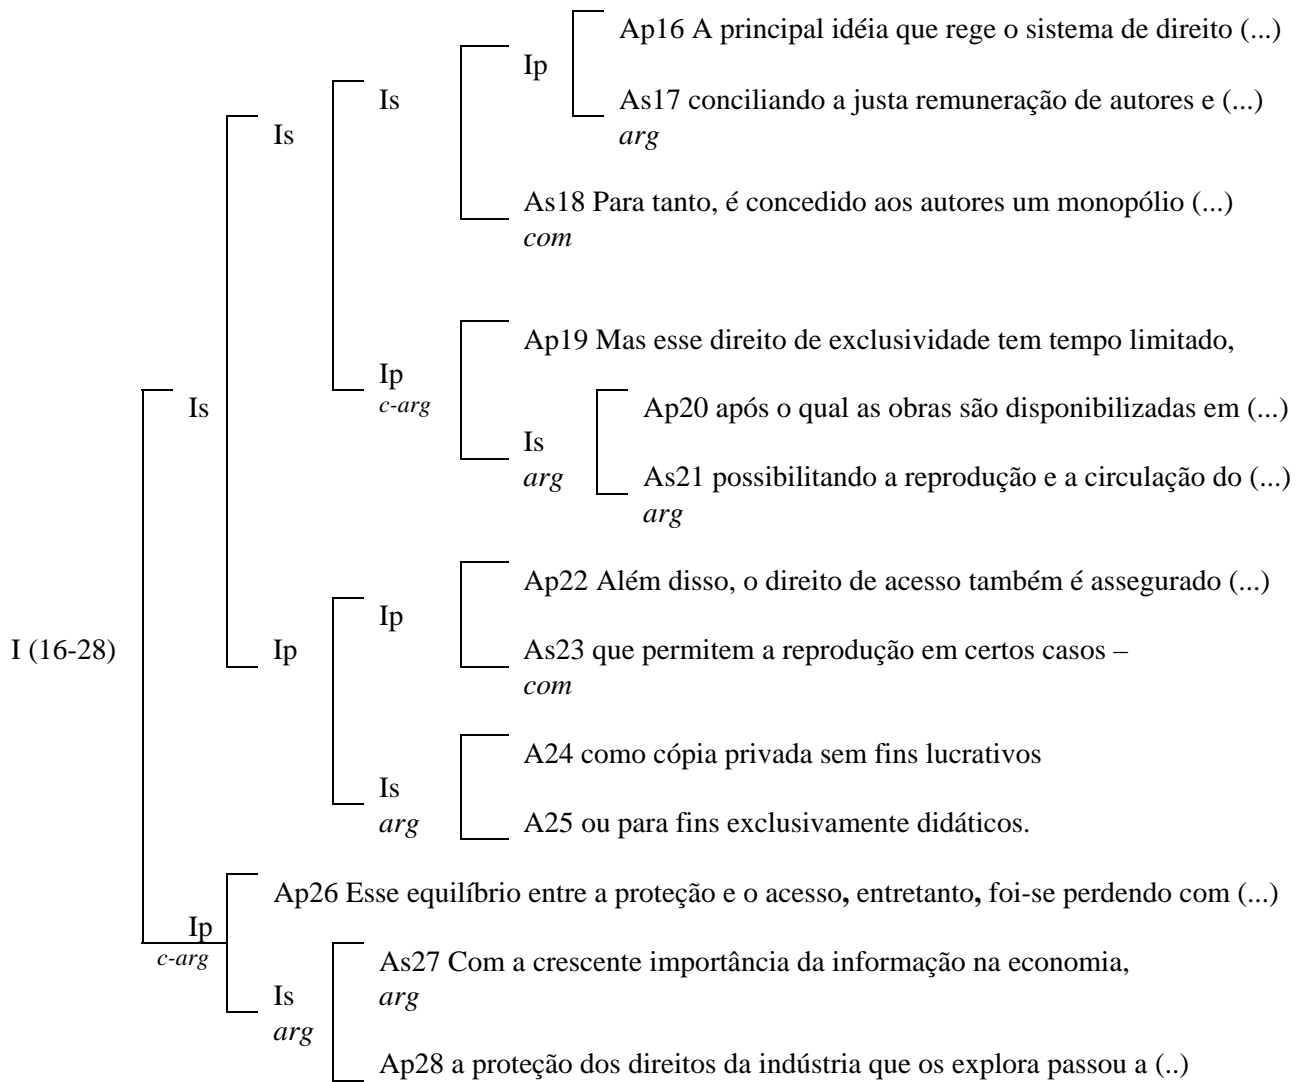 Ap16 A principal idéia que rege o sistema de direito (...)
Ip
Is
As17 conciliando a justa remuneração de autores e (...)
arg
Is
As18 Para tanto, é concedido aos autores um monopólio (...)
com
Ap19 Mas esse direito de exclusividade tem tempo limitado,
Ip
c-arg
Is
Ap20 após o qual as obras são disponibilizadas em (...)
Is
arg
As21 possibilitando a reprodução e a circulação do (...)
arg
Ap22 Além disso, o direito de acesso também é assegurado (...)
Ip
I (16-28)
Ip
As23 que permitem a reprodução em certos casos –
com
A24 como cópia privada sem fins lucrativos
Is
arg
A25 ou para fins exclusivamente didáticos.
Ap26 Esse equilíbrio entre a proteção e o acesso, entretanto, foi-se perdendo com (...)
Ip
c-arg
As27 Com a crescente importância da informação na economia,
arg
Is
arg
Ap28 a proteção dos direitos da indústria que os explora passou a (..)